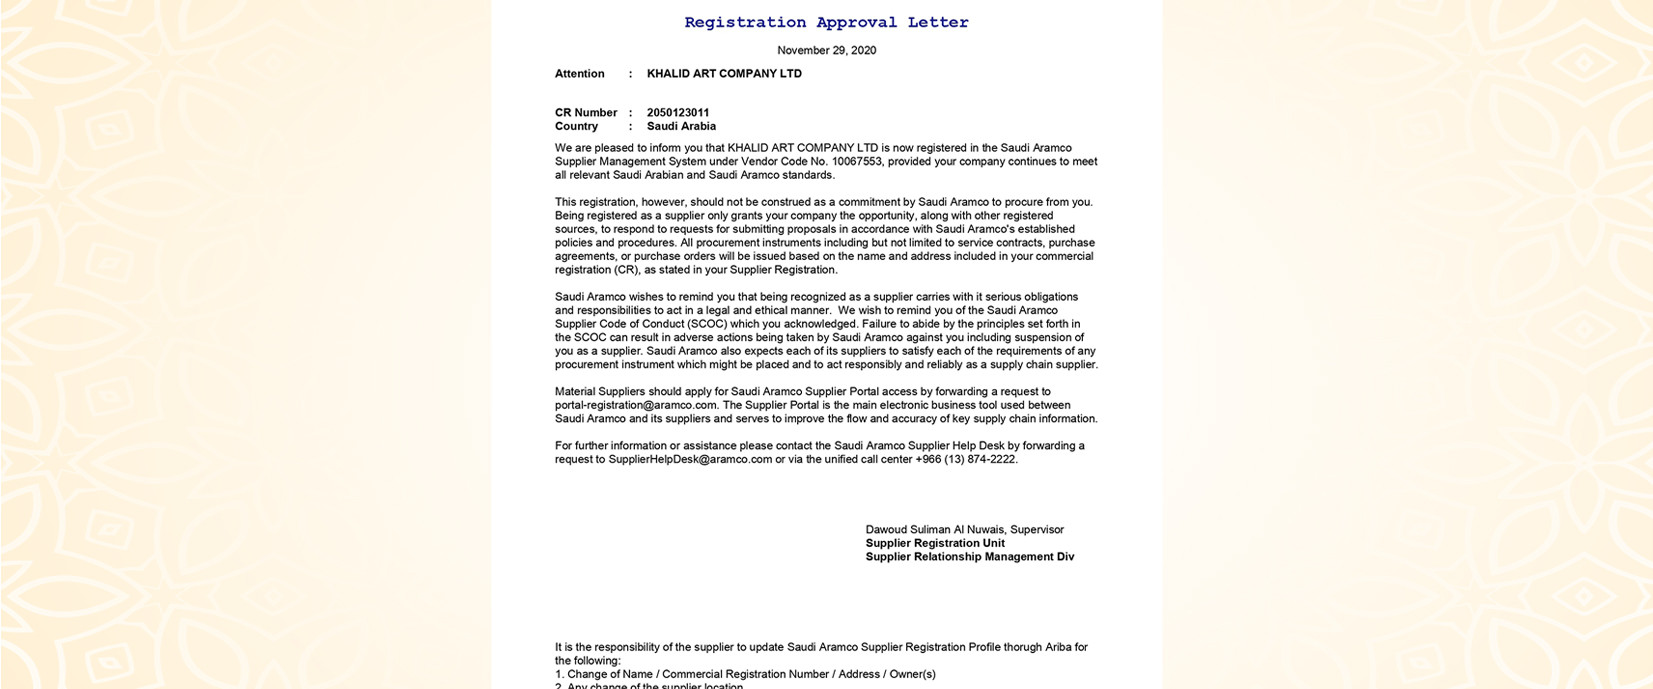 Registration Approval Letter
November 29, 2020
Attention : KHALID ART COMPANY LTD
CR Number : 2050123011
Country : Saudi Arabia
We are pleased to inform you that KHALID ART COMPANY LTD is now registered in the Saudi Aramco
Supplier Management System under Vendor Code No. 10067553, provided your company continues to meet
all relevant Saudi Arabian and Saudi Aramco standards.
This registration, however, should not be construed as a commitment by Saudi Aramco to procure from you.
Being registered as a supplier only grants your company the opportunity, along with other registered
sources, to respond to requests for submitting proposals in accordance with Saudi Aramco's established
policies and procedures. All procurement instruments including but not limited to service contracts, purchase
agreements, or purchase orders will be issued based on the name and address included in your commercial
registration (CR), as stated in your Supplier Registration.
Saudi Aramco wishes to remind you that being recognized as a supplier carries with it serious obligations
and responsibilities to act in a legal and ethical manner. We wish to remind you of the Saudi Aramco
Supplier Code of Conduct (SCOC) which you acknowledged. Failure to abide by the principles set forth in
the SCOC can result in adverse actions being taken by Saudi Aramco against you including suspension of
you as a supplier. Saudi Aramco also expects each of its suppliers to satisfy each of the requirements of any
procurement instrument which might be placed and to act responsibly and reliably as a supply chain supplier.
Material Suppliers should apply for Saudi Aramco Supplier Portal access by forwarding a request to
portal-registration@aramco.com. The Supplier Portal is the main electronic business tool used between
Saudi Aramco and its suppliers and serves to improve the flow and accuracy of key supply chain information.
For further information or assistance please contact the Saudi Aramco Supplier Help Desk by forwarding a
request to SupplierHelpDesk@aramco.com or via the unified call center +966 (13) 874-2222.
Dawoud Suliman Al Nuwais, Supervisor
Supplier Registration Unit
Supplier Relationship Management Div
It is the responsibility of the supplier to update Saudi Aramco Supplier Registration Profile thorugh Ariba for
the following:
1. Change of Name / Commercial Registration Number / Address / Owner(s)
2. Any change of the supplier location